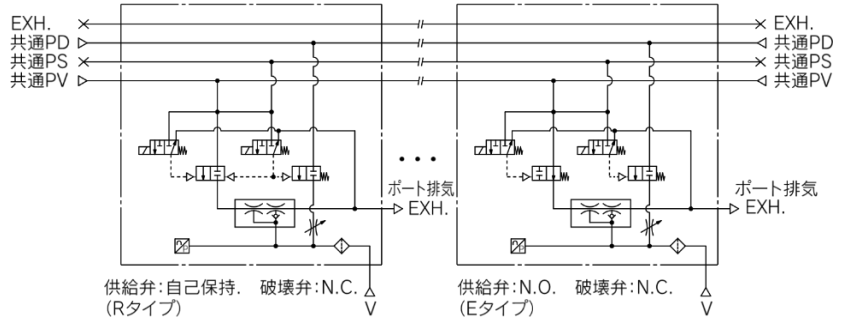 EXH. EXH.
共通PD 共通PD
共通PS 共通PS
共通PV 共通PV
ポート排気 ポート排気
EXH. EXH.
P P
供給弁:自己保持. 破壊弁:N.C. 供給弁:N.O. 破壊弁:N.C.
(Rタイプ) V (Eタイプ) V